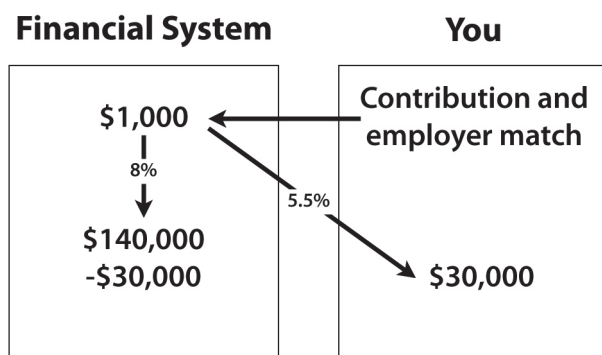 Financial System
You
$1,000
Contribution and
employer match
8%
5.5%
$140,000
-$30,000
$30,000